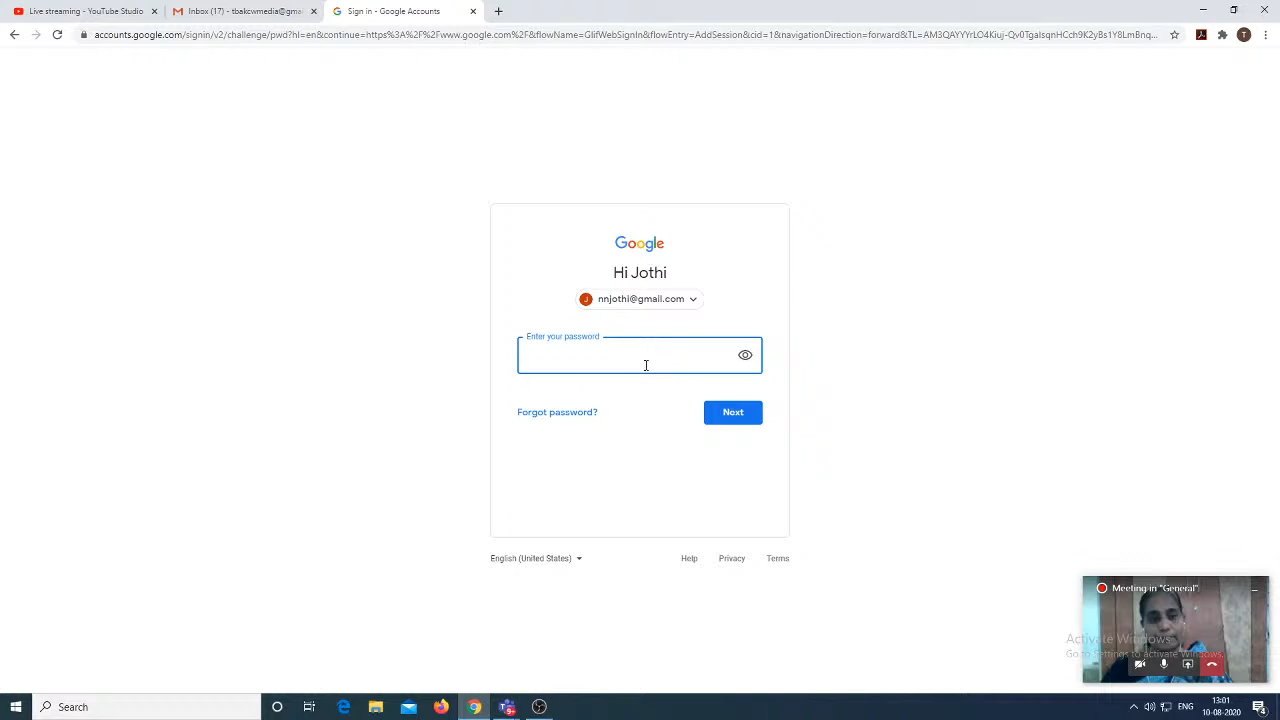 Live streaming - YouTube Studio
Inbox (17) - tbakcwmedia@gma
Sign in - Google Accounts
accounts.google.com/signin/v2/challenge/pwd?hl=en&continue=https%3A%2F%2Fwww.google.com%2F&flowName=GlifWebSignIn&flowEntry=AddSession&cid=1&navigationDirection=forward&TL=AM3QAYYYrLO4Kiuj-Qv0TgaIsqnHCch9K2yBs1Y8LmBnq...
T
Google
Hi Jothi
J nnjothi@gmail.com
Enter your password
Forgot password?
Next
English (United States)
Help
Privacy
Terms
Meeting in "General"
Activate Windows
Go to Settings to activate Windows.
Search
ENG
13:01
10-08-2020